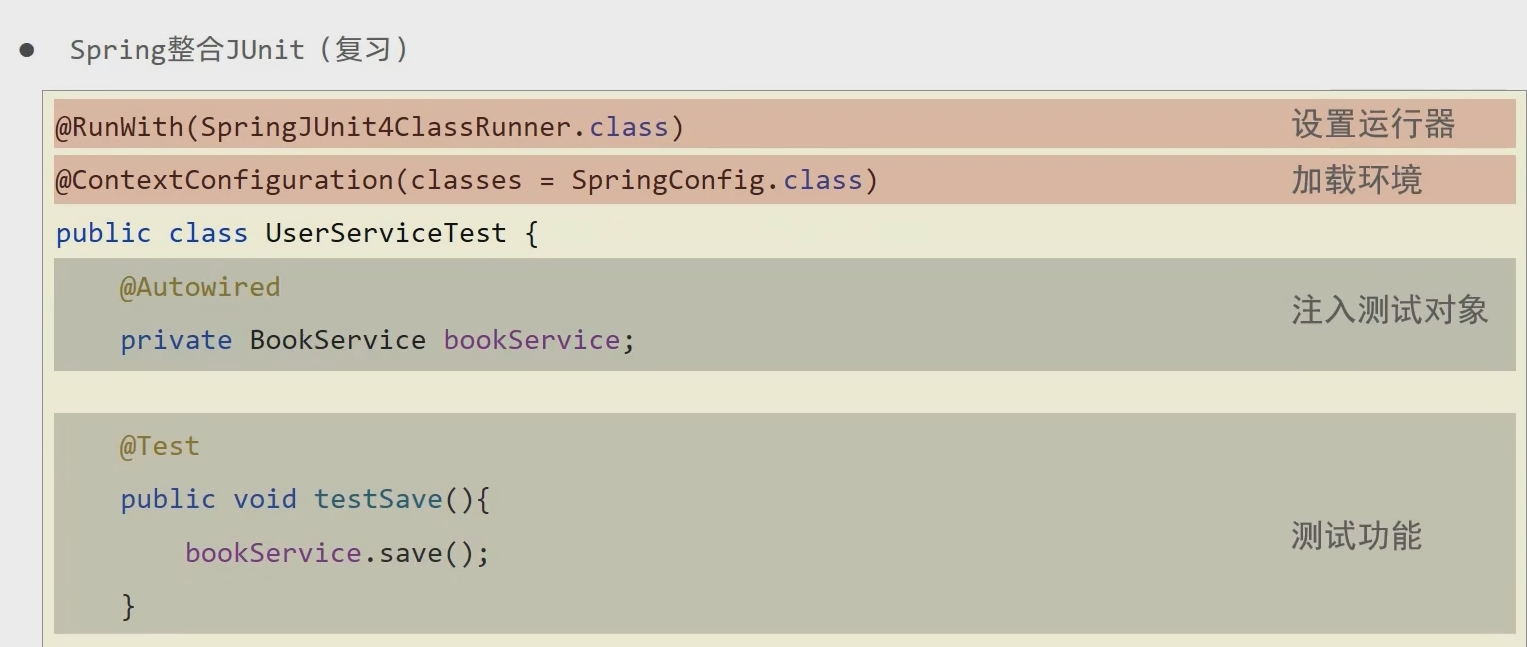 ● Spring整合JUnit（复习）
@RunWith(SpringJUnit4ClassRunner.class) 设置运行器
@ContextConfiguration(classes = SpringConfig.class) 加载环境
public class UserServiceTest {
@Autowired
注入测试对象
private BookService bookService;
@Test
public void testSave(){
测试功能
bookService.save();
}